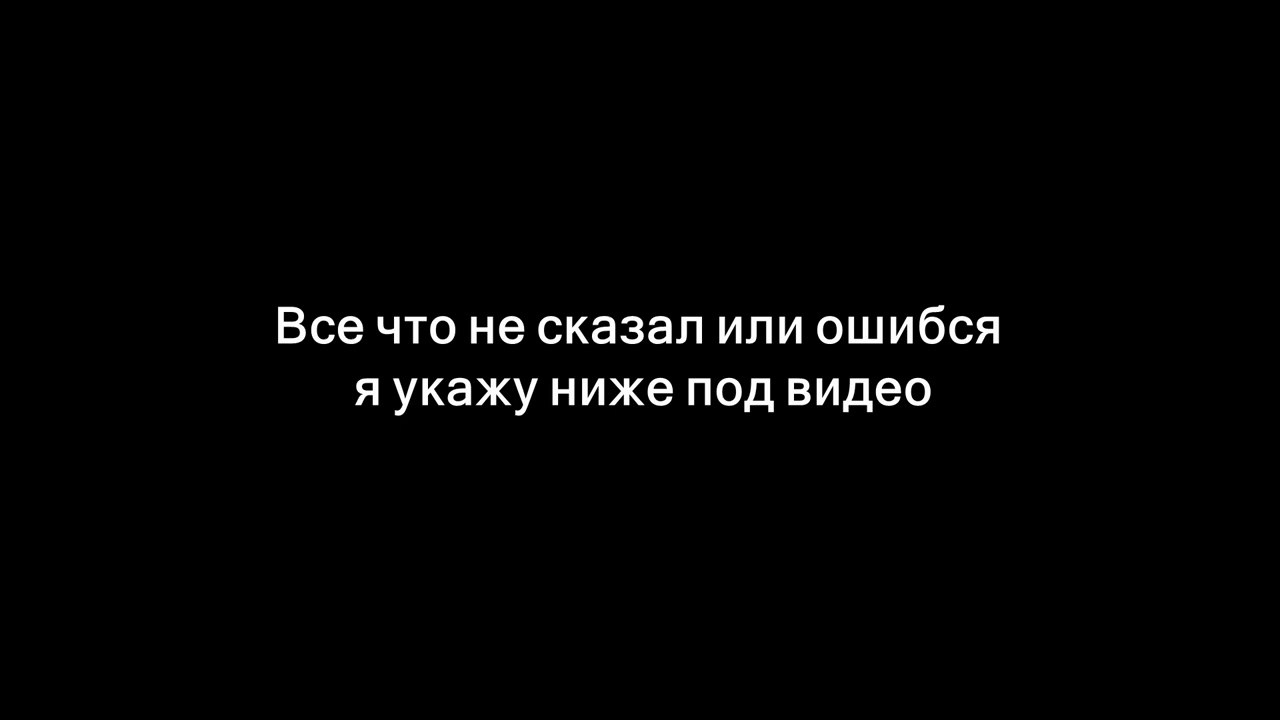 Все что не сказал или ошибся
я укажу ниже под видео